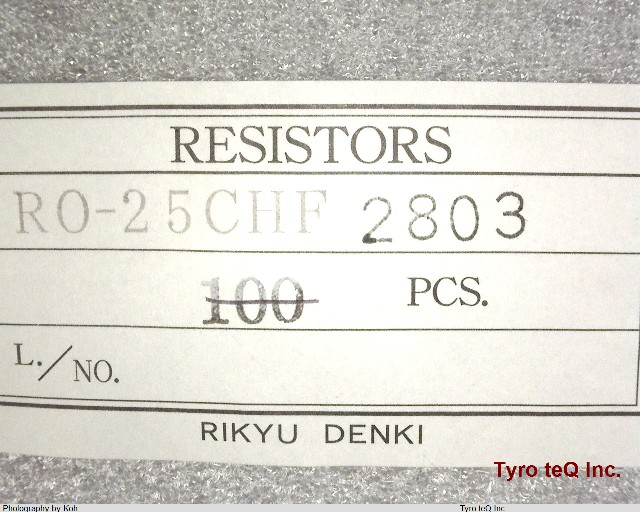 RESISTORS
RO-25CHF 2803
100 PCS.
L./NO.
RIKYU DENKI
Tyro teQ Inc.
Photography by Koh Tyro teQ Inc